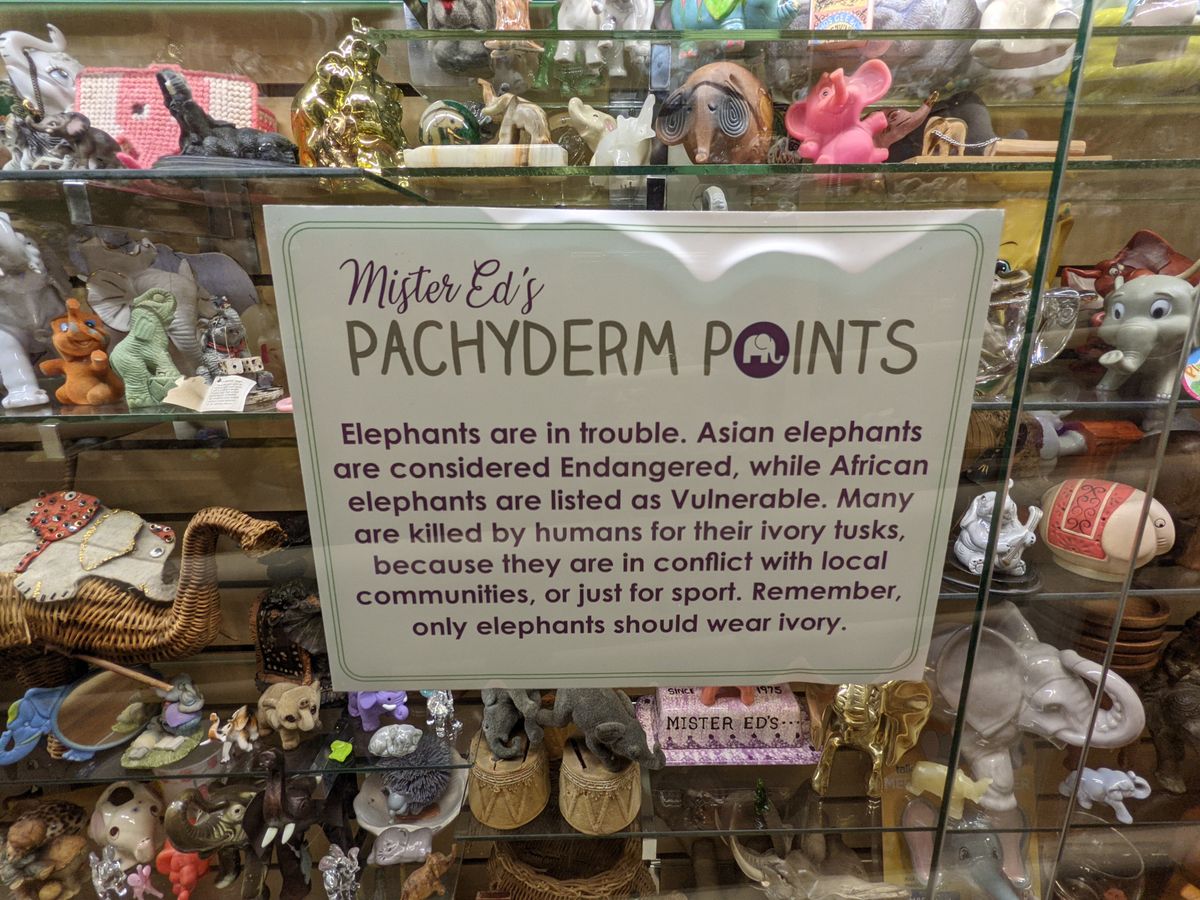 Mister Ed's
PACHYDERM POINTS
Elephants are in trouble. Asian elephants
are considered Endangered, while African
elephants are listed as Vulnerable. Many
are killed by humans for their ivory tusks,
because they are in conflict with local
communities, or just for sport. Remember,
only elephants should wear ivory.
SINCE 1975
MISTER ED'S...